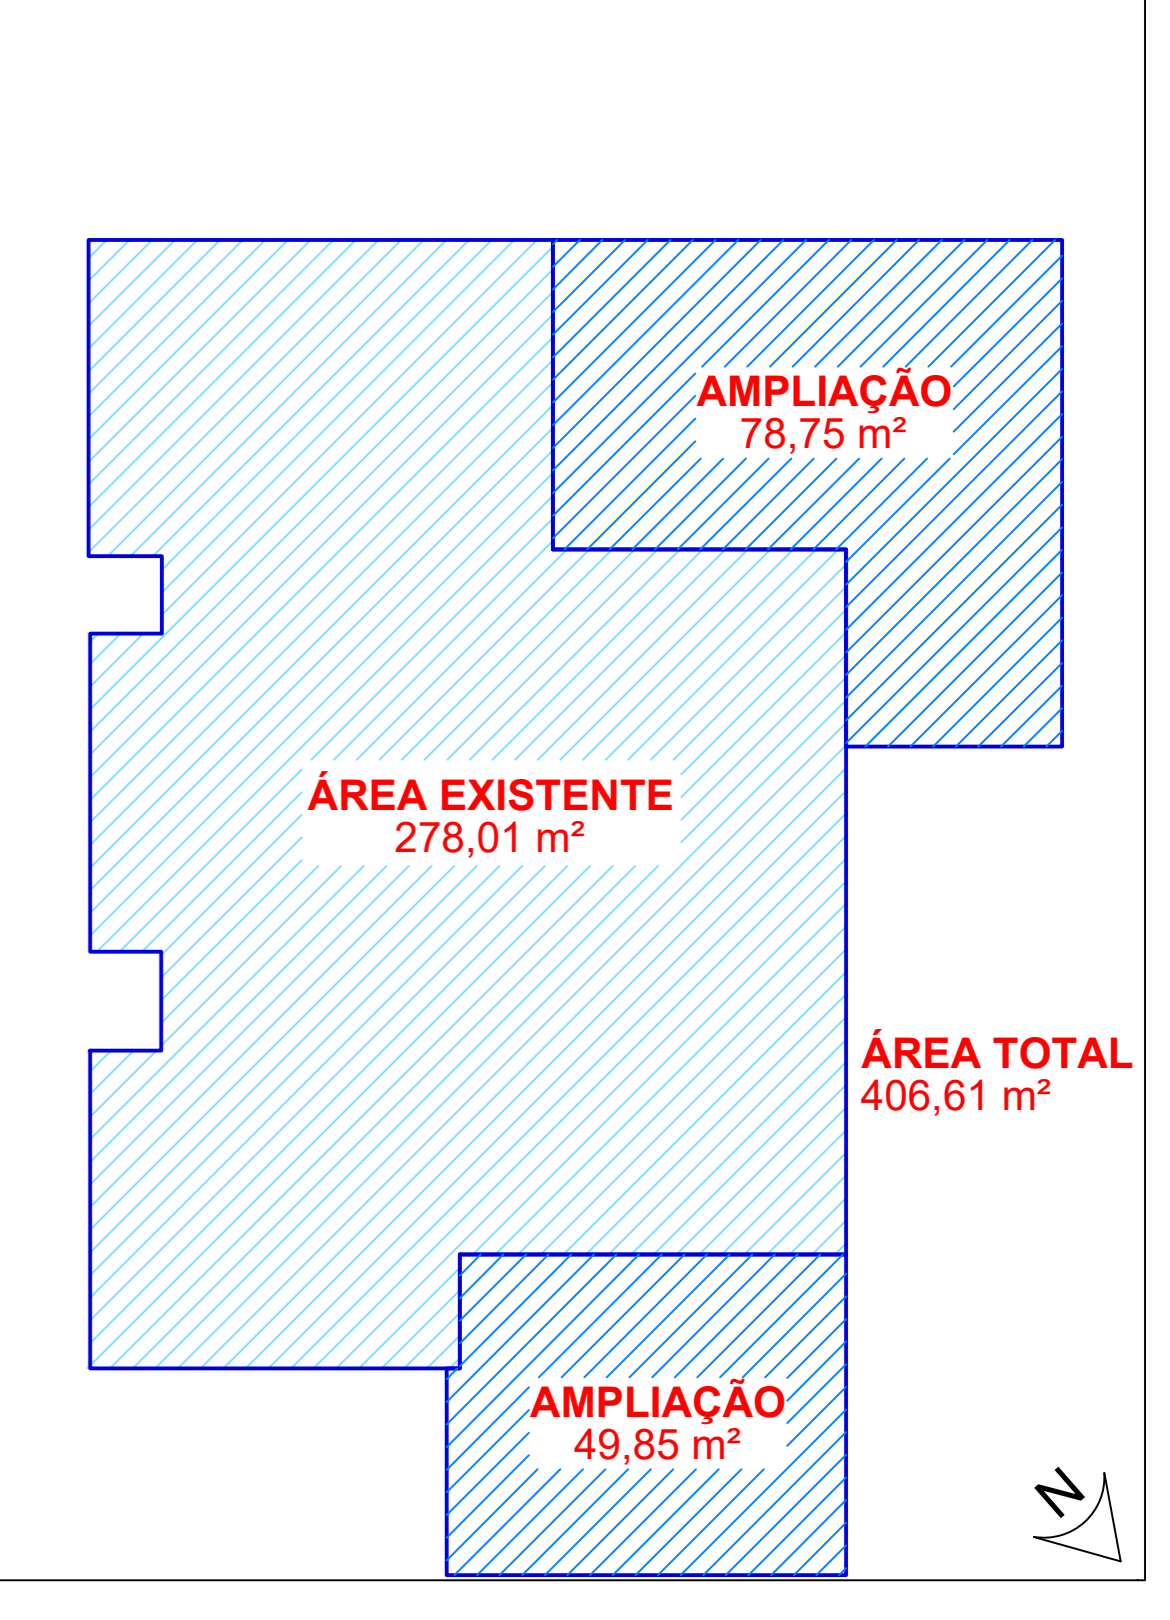 AMPLIAÇÃO
78,75 m²
ÁREA EXISTENTE
278,01 m²
ÁREA TOTAL
406,61 m²
AMPLIAÇÃO
49,85 m²
N